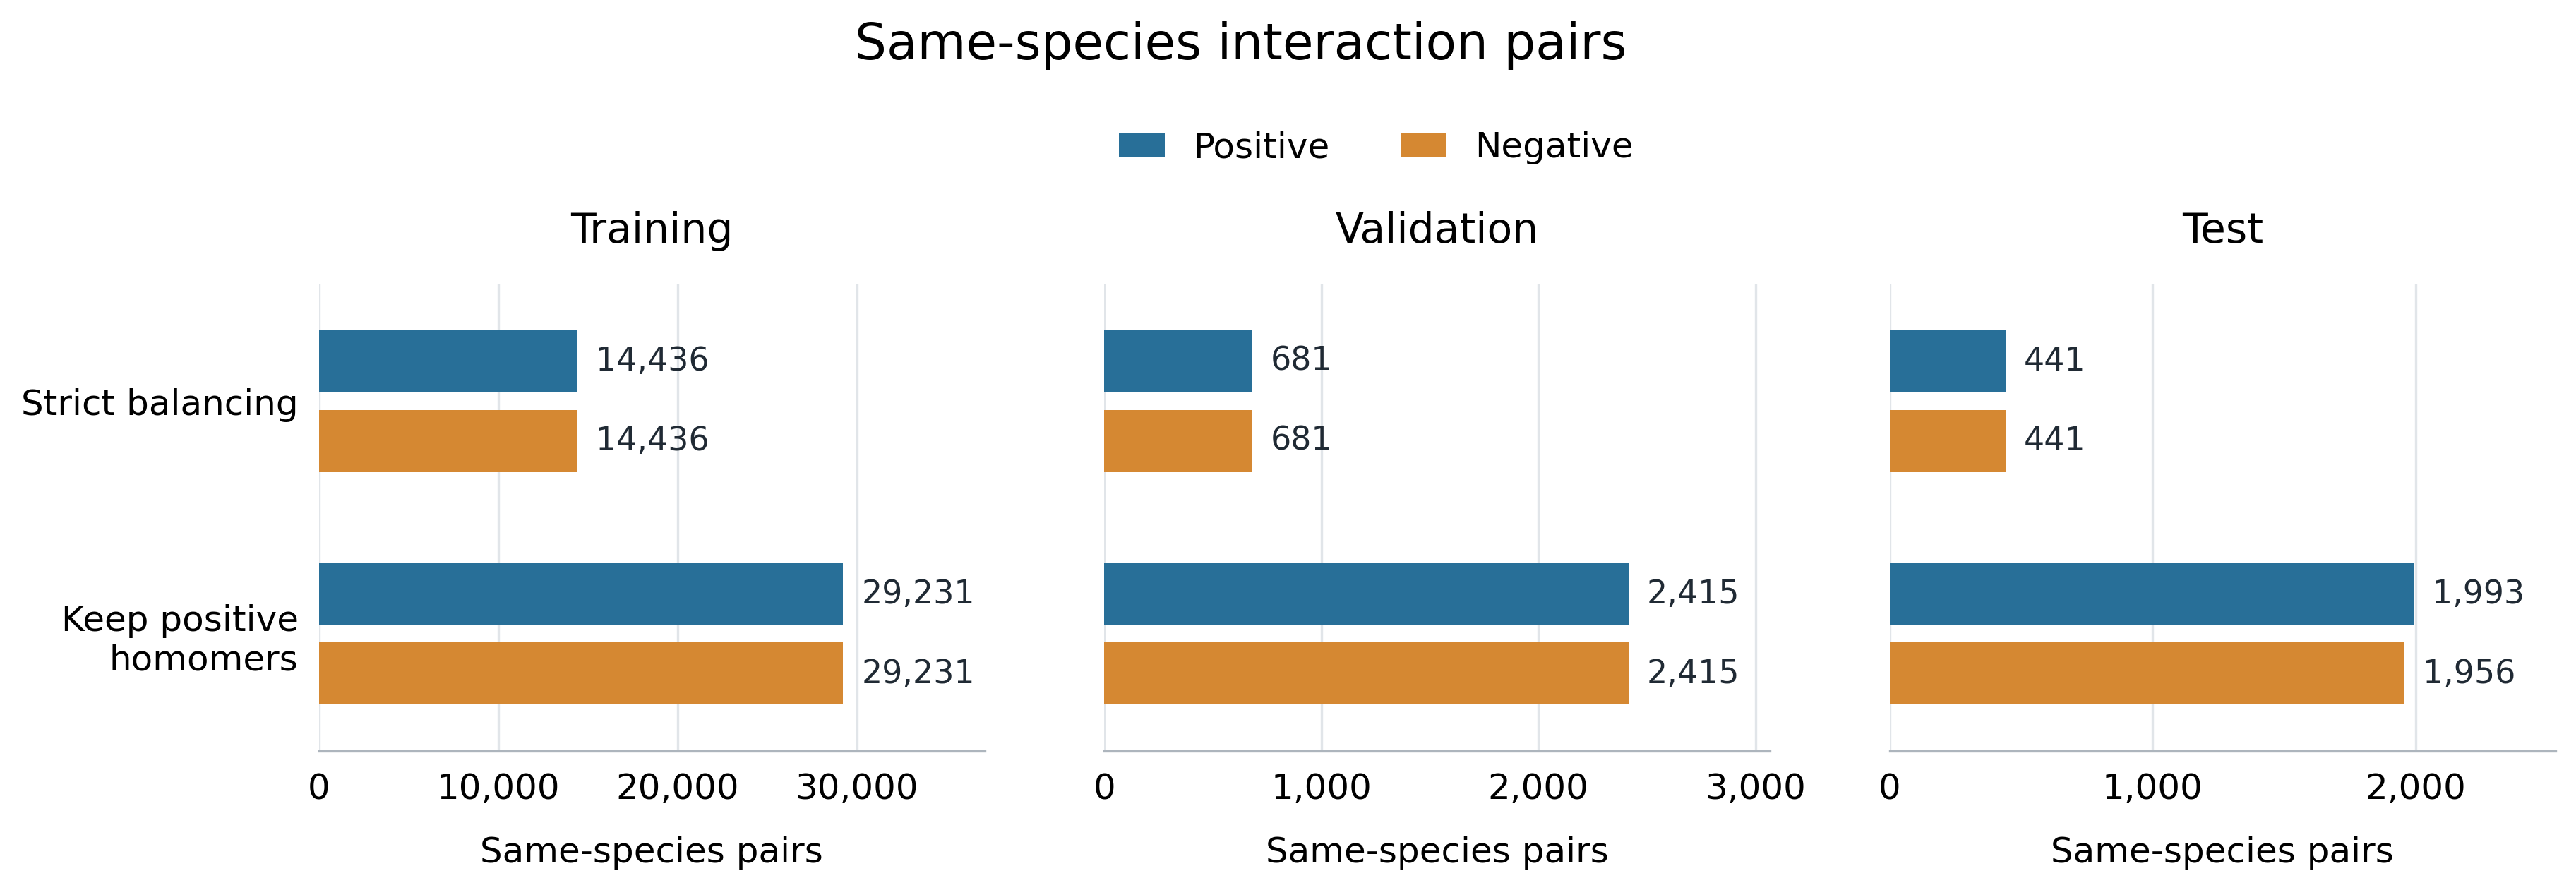 Same-species interaction pairs
Positive
Negative
Training
Validation
Test
Strict balancing
14,436
14,436
681
681
441
441
Keep positive
homomers
29,231
29,231
2,415
2,415
1,993
1,956
0 10,000 20,000 30,000
0 1,000 2,000 3,000
0 1,000 2,000
Same-species pairs
Same-species pairs
Same-species pairs